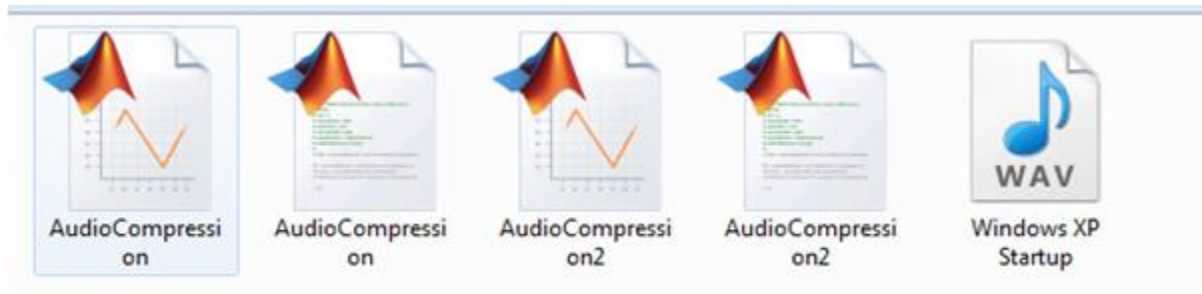 AudioCompressi
on
AudioCompressi
on
AudioCompressi
on2
AudioCompressi
on2
WAV
Windows XP
Startup